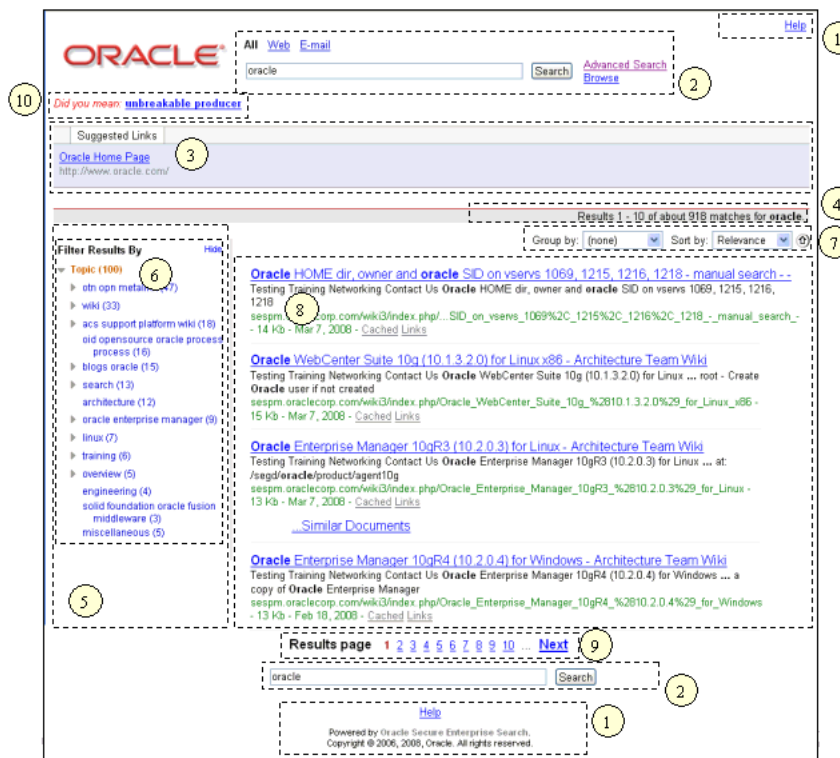 Help
1
ORACLE
All Web E-mail
oracle Search Advanced Search
Browse
2
10
Did you mean: unbreakable producer
Suggested Links
Oracle Home Page
http://www.oracle.com/
3
4
Results 1 - 10 of about 918 matches for oracle.
Group by: (none) Sort by: Relevance
7
Filter Results By Hide
6
Topic (100)
otn opn 47)
wiki (33)
acs support platform wiki (18)
oid opensource oracle process
process (16)
blogs oracle (15)
search (13)
architecture (12)
oracle enterprise manager (9)
linux (7)
training (6)
overview (5)
engineering (4)
solid foundation oracle fusion
middleware (3)
miscellaneous (5)
5
Oracle HOME dir, owner and oracle SID on vservs 1069, 1215, 1216, 1218 - manual search - -
Testing Training Networking Contact Us Oracle HOME dir, owner and oracle SID on vservs 1069, 1215, 1216,
1218
8
sespm.oraclecorp.com/wiki3/index.php/...SID_on_vservs_1069%2C_1215%2C_1216%2C_1218_-_manual_search_-
- 14 Kb - Mar 7, 2008 - Cached Links
Oracle WebCenter Suite 10g (10.1.3.2.0) for Linux x86 - Architecture Team Wiki
Testing Training Networking Contact Us Oracle WebCenter Suite 10g (10.1.3.2.0) for Linux ... root - Create
Oracle user if not created
sespm.oraclecorp.com/wiki3/index.php/Oracle_WebCenter_Suite_10g_%2810.1.3.2.0%29_for_Linux_x86 -
15 Kb - Mar 7, 2008 - Cached Links
Oracle Enterprise Manager 10gR3 (10.2.0.3) for Linux - Architecture Team Wiki
Testing Training Networking Contact Us Oracle Enterprise Manager 10gR3 (10.2.0.3) for Linux ... at:
/segd/oracle/product/agent10g
sespm.oraclecorp.com/wiki3/index.php/Oracle_Enterprise_Manager_10gR3_%2810.2.0.3%29_for_Linux -
13 Kb - Mar 7, 2008 - Cached Links
...Similar Documents
Oracle Enterprise Manager 10gR4 (10.2.0.4) for Windows - Architecture Team Wiki
Testing Training Networking Contact Us Oracle Enterprise Manager 10gR4 (10.2.0.4) for Windows ... a
copy of Oracle Enterprise Manager
sespm.oraclecorp.com/wiki3/index.php/Oracle_Enterprise_Manager_10gR4_%2810.2.0.4%29_for_Windows
- 13 Kb - Feb 18, 2008 - Cached Links
Results page 1 2 3 4 5 6 7 8 9 10 ... Next
9
oracle Search
2
Help
1
Powered by Oracle Secure Enterprise Search.
Copyright © 2006, 2008, Oracle. All rights reserved.